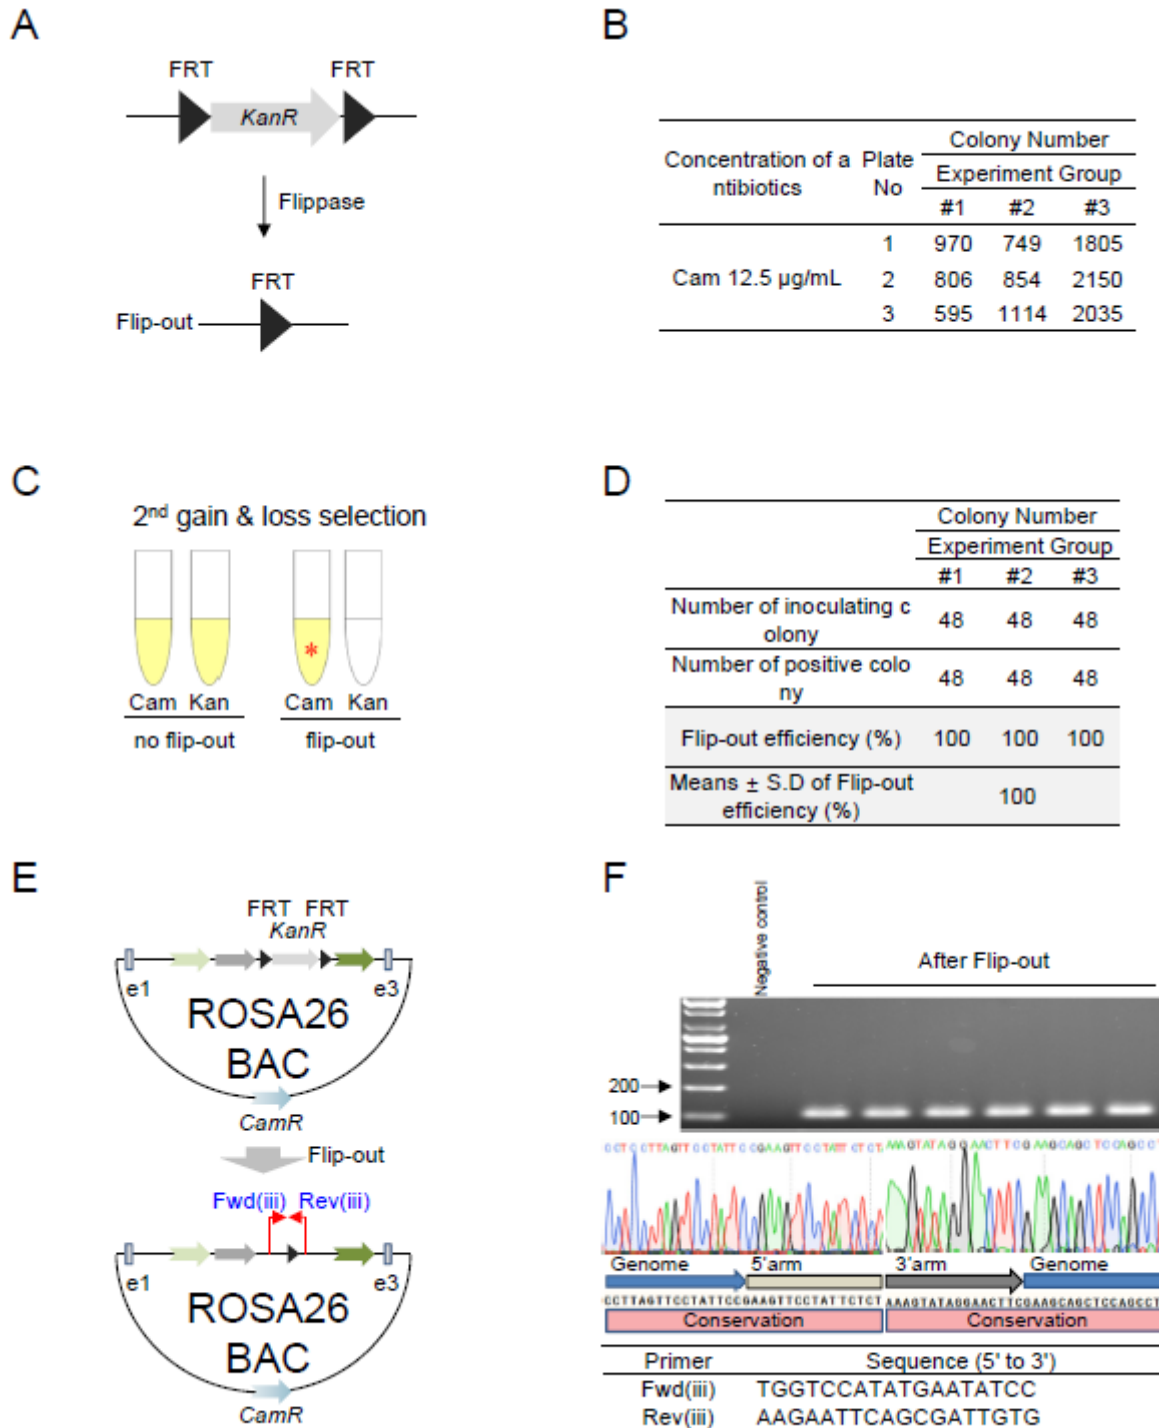 A
FRT FRT
KanR
Flippase
FRT
Flip-out
B
Colony Number
Concentration of a Plate
ntibiotics No
Experiment Group
#1 #2 #3
1 970 749 1805
Cam 12.5 µg/mL 2 806 854 2150
3 595 1114 2035
C
2nd gain & loss selection
*
Cam Kan Cam Kan
no flip-out flip-out
D
Colony Number
Experiment Group
#1 #2 #3
Number of inoculating c
olony
48 48 48
Number of positive colo
ny
48 48 48
Flip-out efficiency (%) 100 100 100
Means ± S.D of Flip-out
efficiency (%)
100
E
FRT FRT
KanR
e1 e3
ROSA26
BAC
CamR
Flip-out
Fwd(iii) Rev(iii)
e1 e3
ROSA26
BAC
CamR
F
Negative control
After Flip-out
200
100
CCTCCTTAGTTCCTATTCCGAAGTTCCTATTCTCT AAAGTATAGGAACTTCGAAGCAGCTCCAGCCT
Genome 5'arm 3'arm Genome
CCTTAGTTCCTATTCCGAAGTTCCTATTCTCT AAAGTATAGGAACTTCGAAGCAGCTCCAGCCT
Conservation Conservation
Primer Sequence (5' to 3')
Fwd(iii) TGGTCCATATGAATATCC
Rev(iii) AAGAATTCAGCGATTGTG